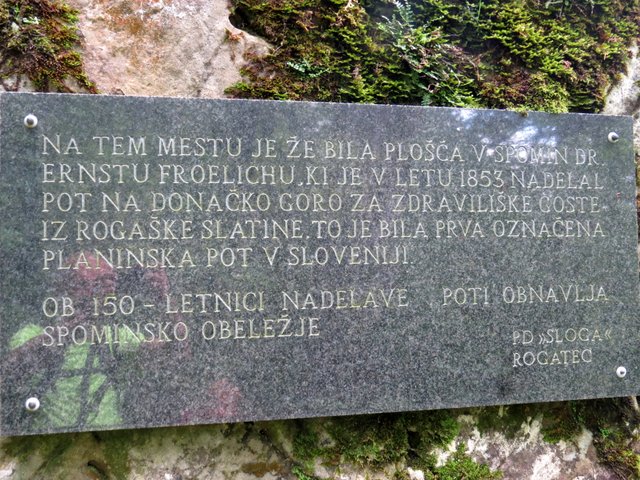 NA TEM MESTU JE ŽE BILA PLOŠČA V SPOMIN DR.
ERNSTU FROELICHU, KI JE V LETU 1853 NADELAL
POT NA DONAČKO GORO ZA ZDRAVILIŠKE GOSTE
IZ ROGAŠKE SLATINE. TO JE BILA PRVA OZNAČENA
PLANINSKA POT V SLOVENIJI.
OB 150 - LETNICI NADELAVE POTI OBNAVLJA
SPOMINSKO OBELEŽJE
PD »SLOGA«
ROGATEC